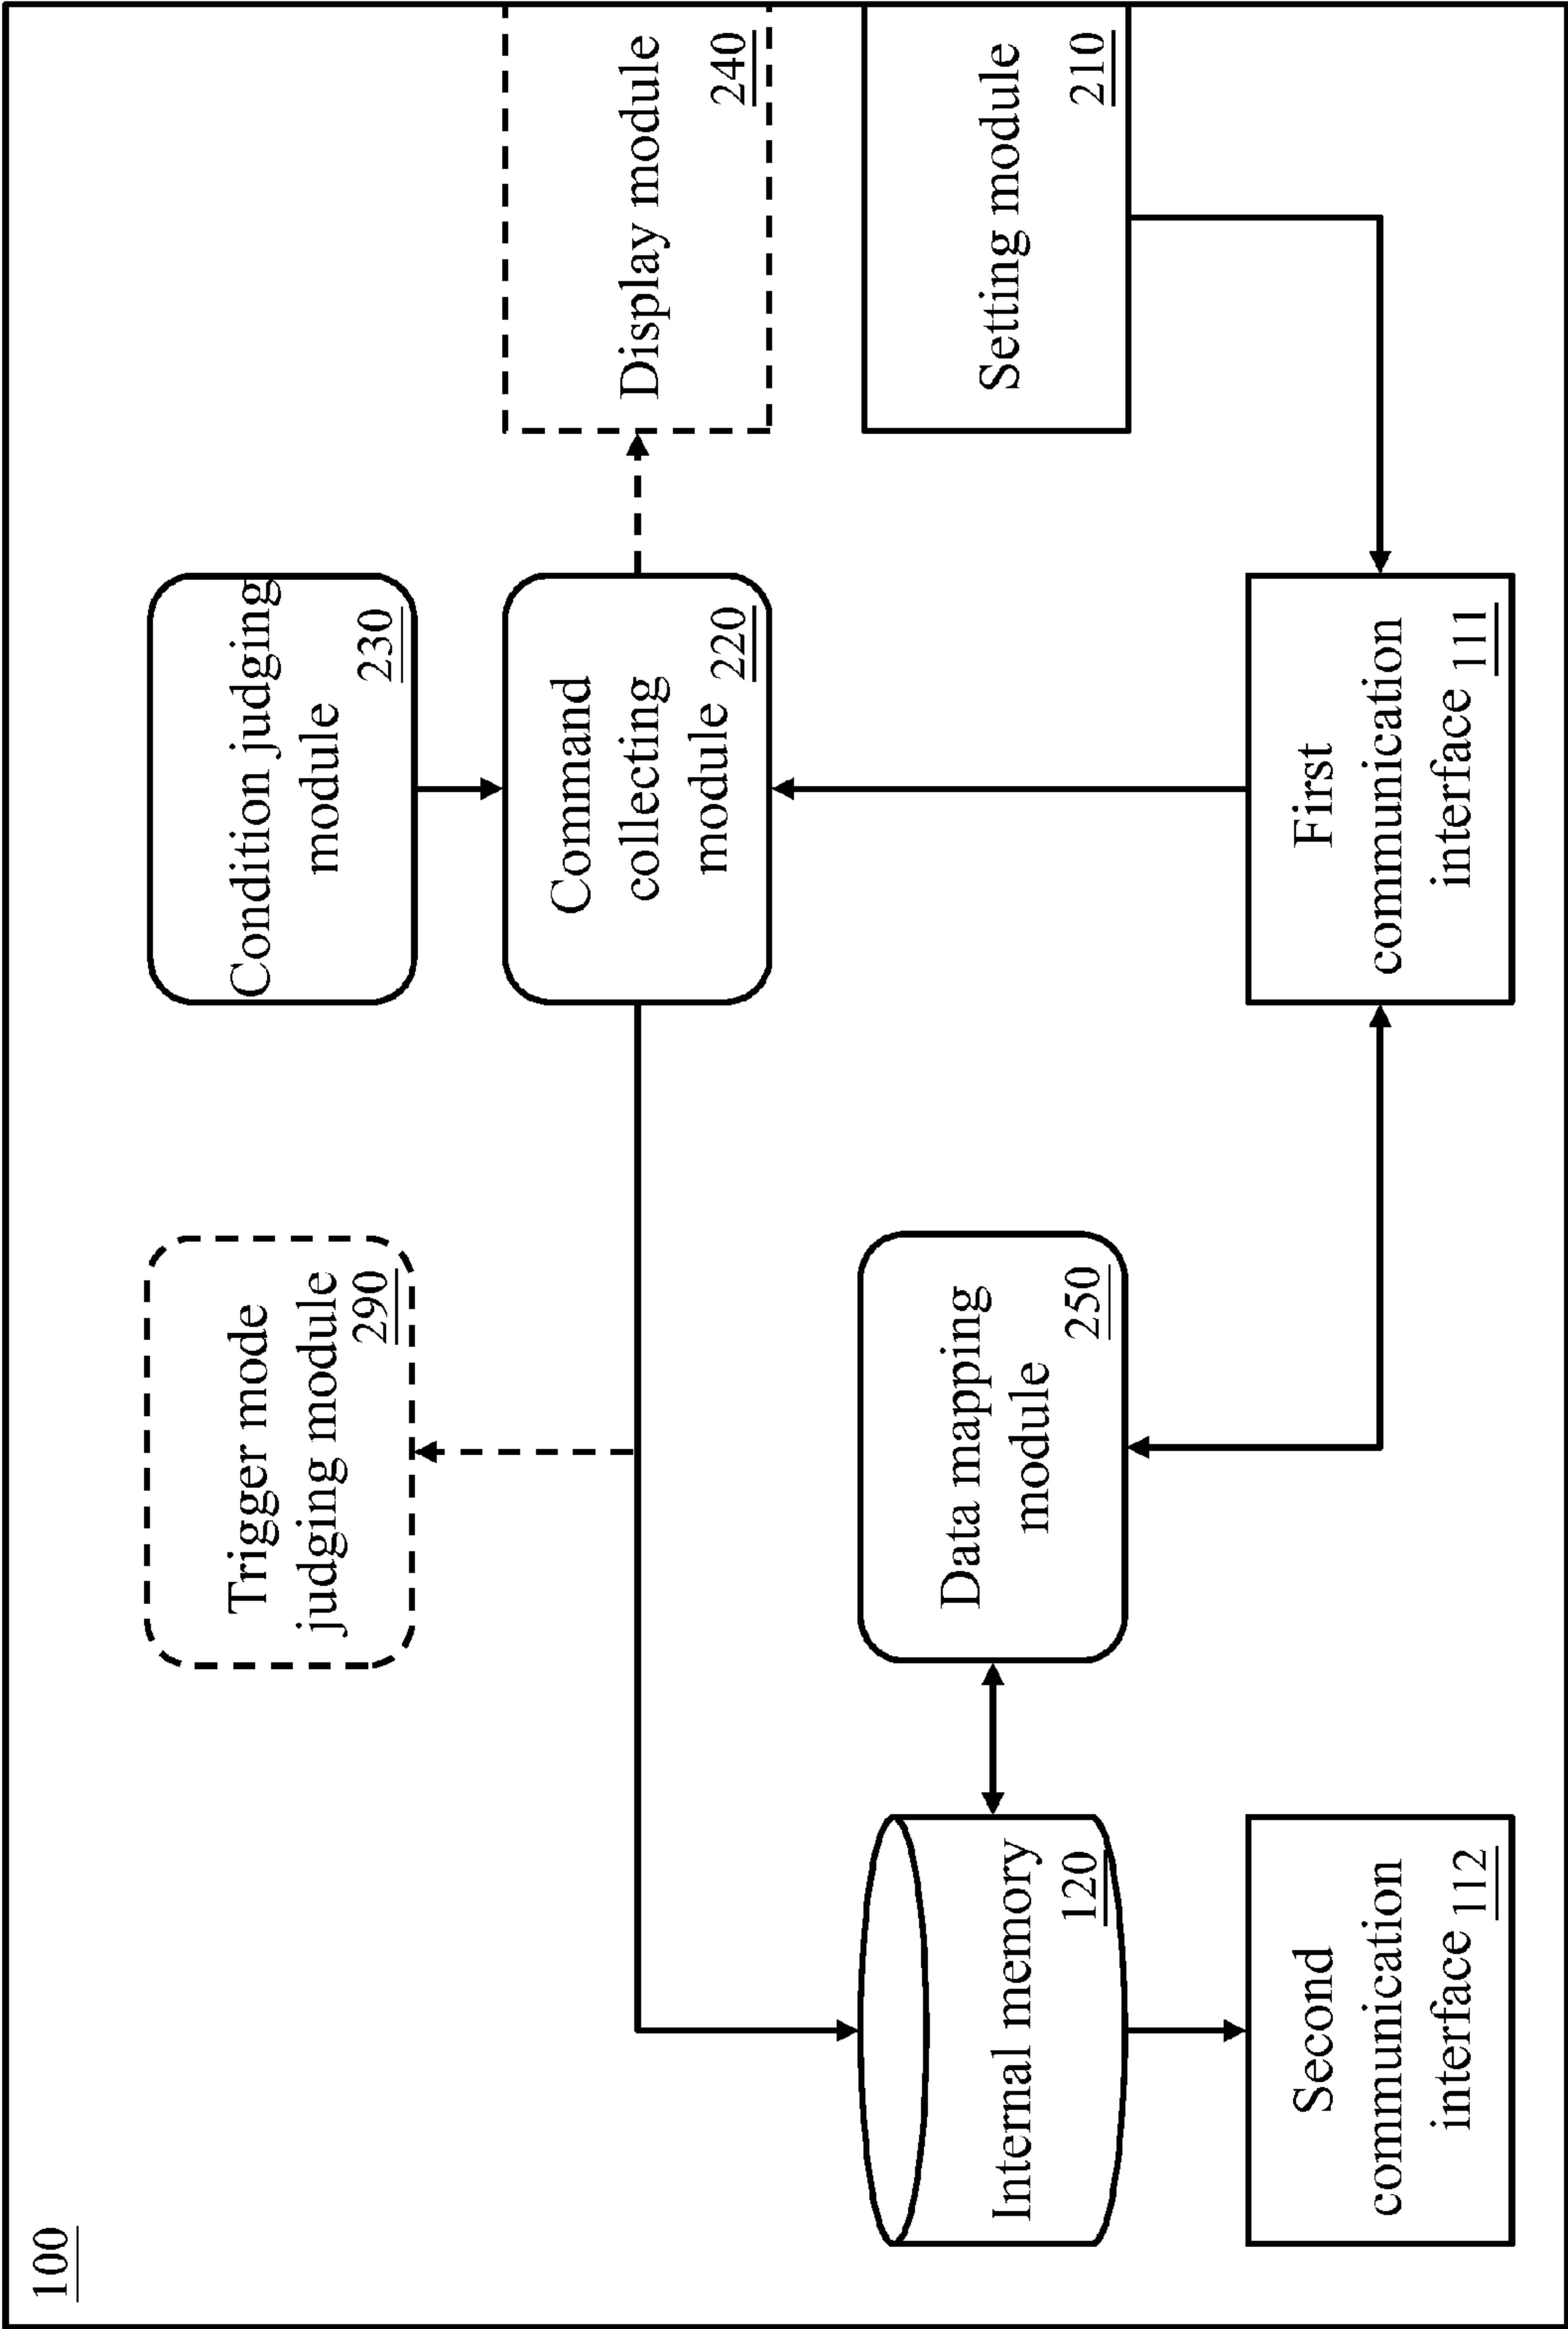 100
Trigger mode
judging module
290
Condition judging
module
230
Command
collecting
module 220
Display module
240
Internal memory
120
Data mapping
module
250
Setting module
210
Second
communication
interface 112
First
communication
interface 111